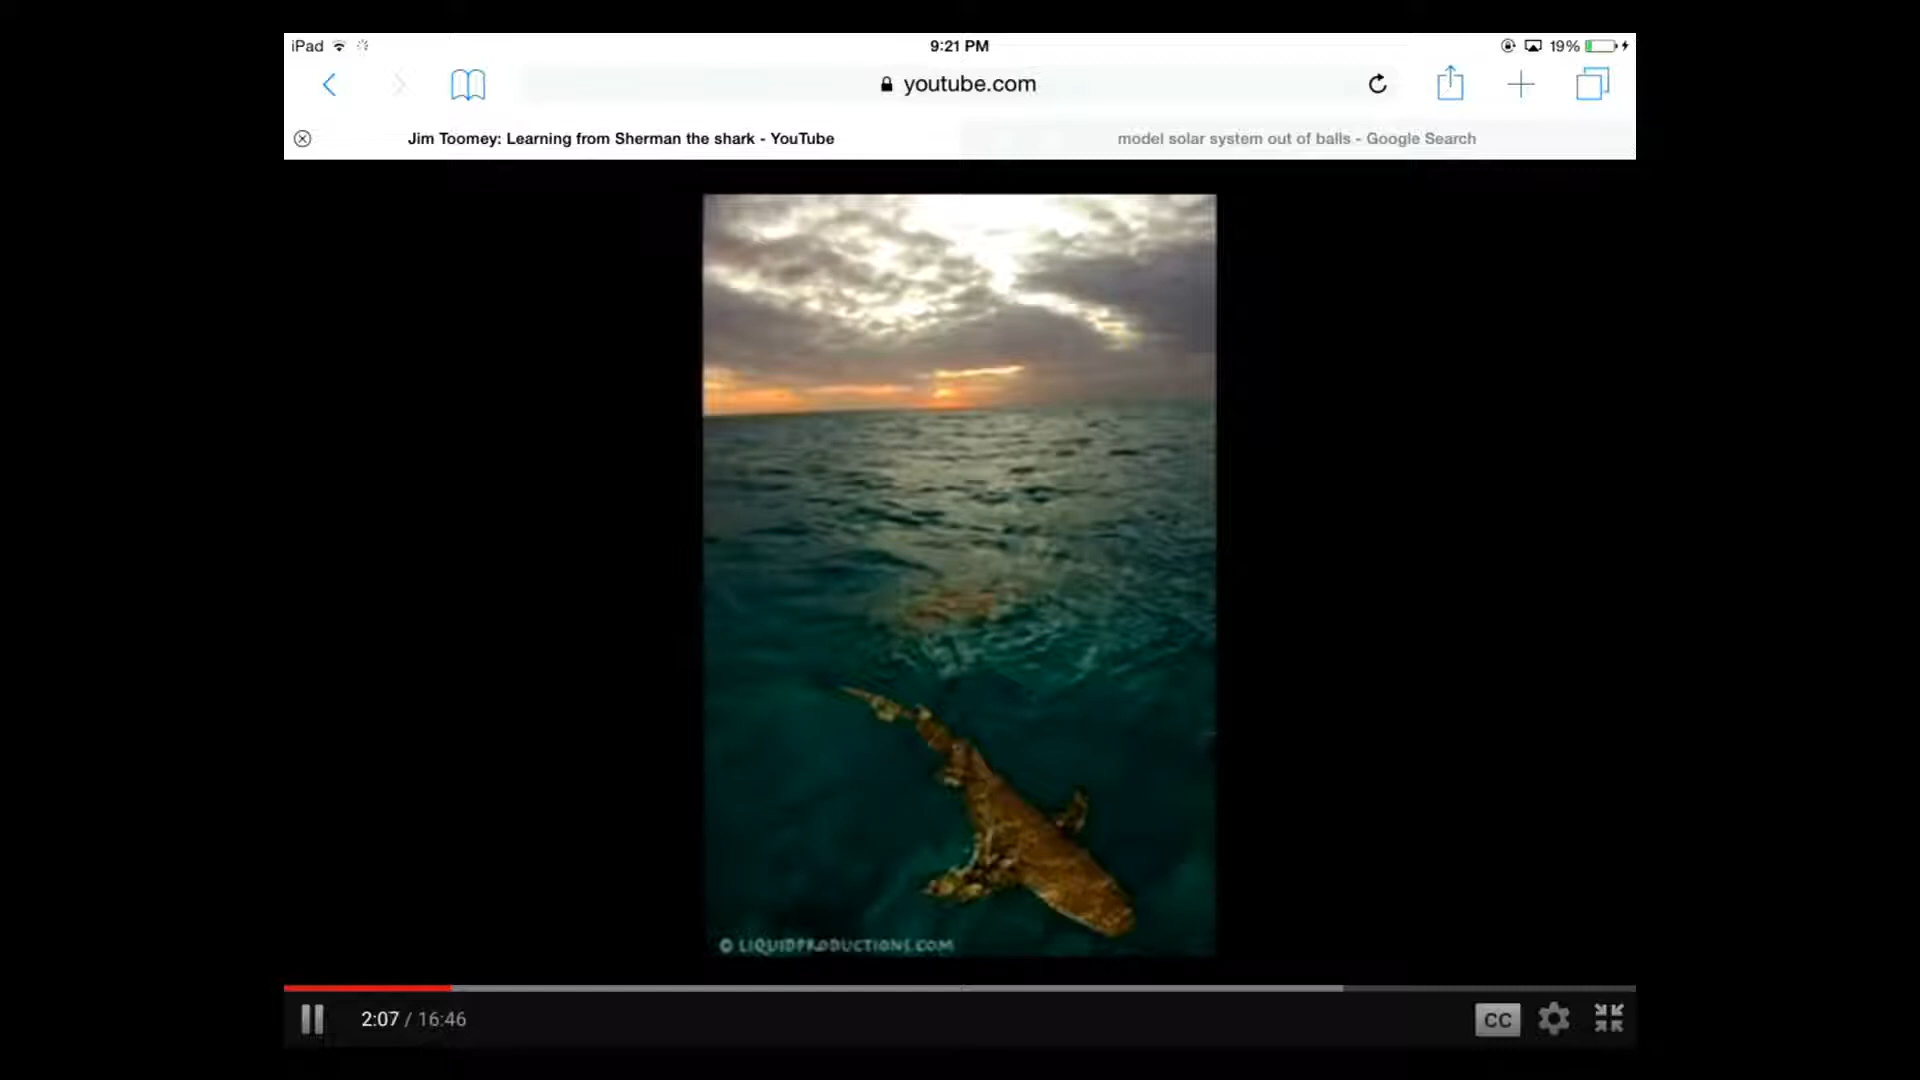 iPad
9:21 PM
19%
youtube.com
Jim Toomey: Learning from Sherman the shark - YouTube
model solar system out of balls - Google Search
© LIQUIDPRODUCTIONS.COM
2:07 / 16:46
CC